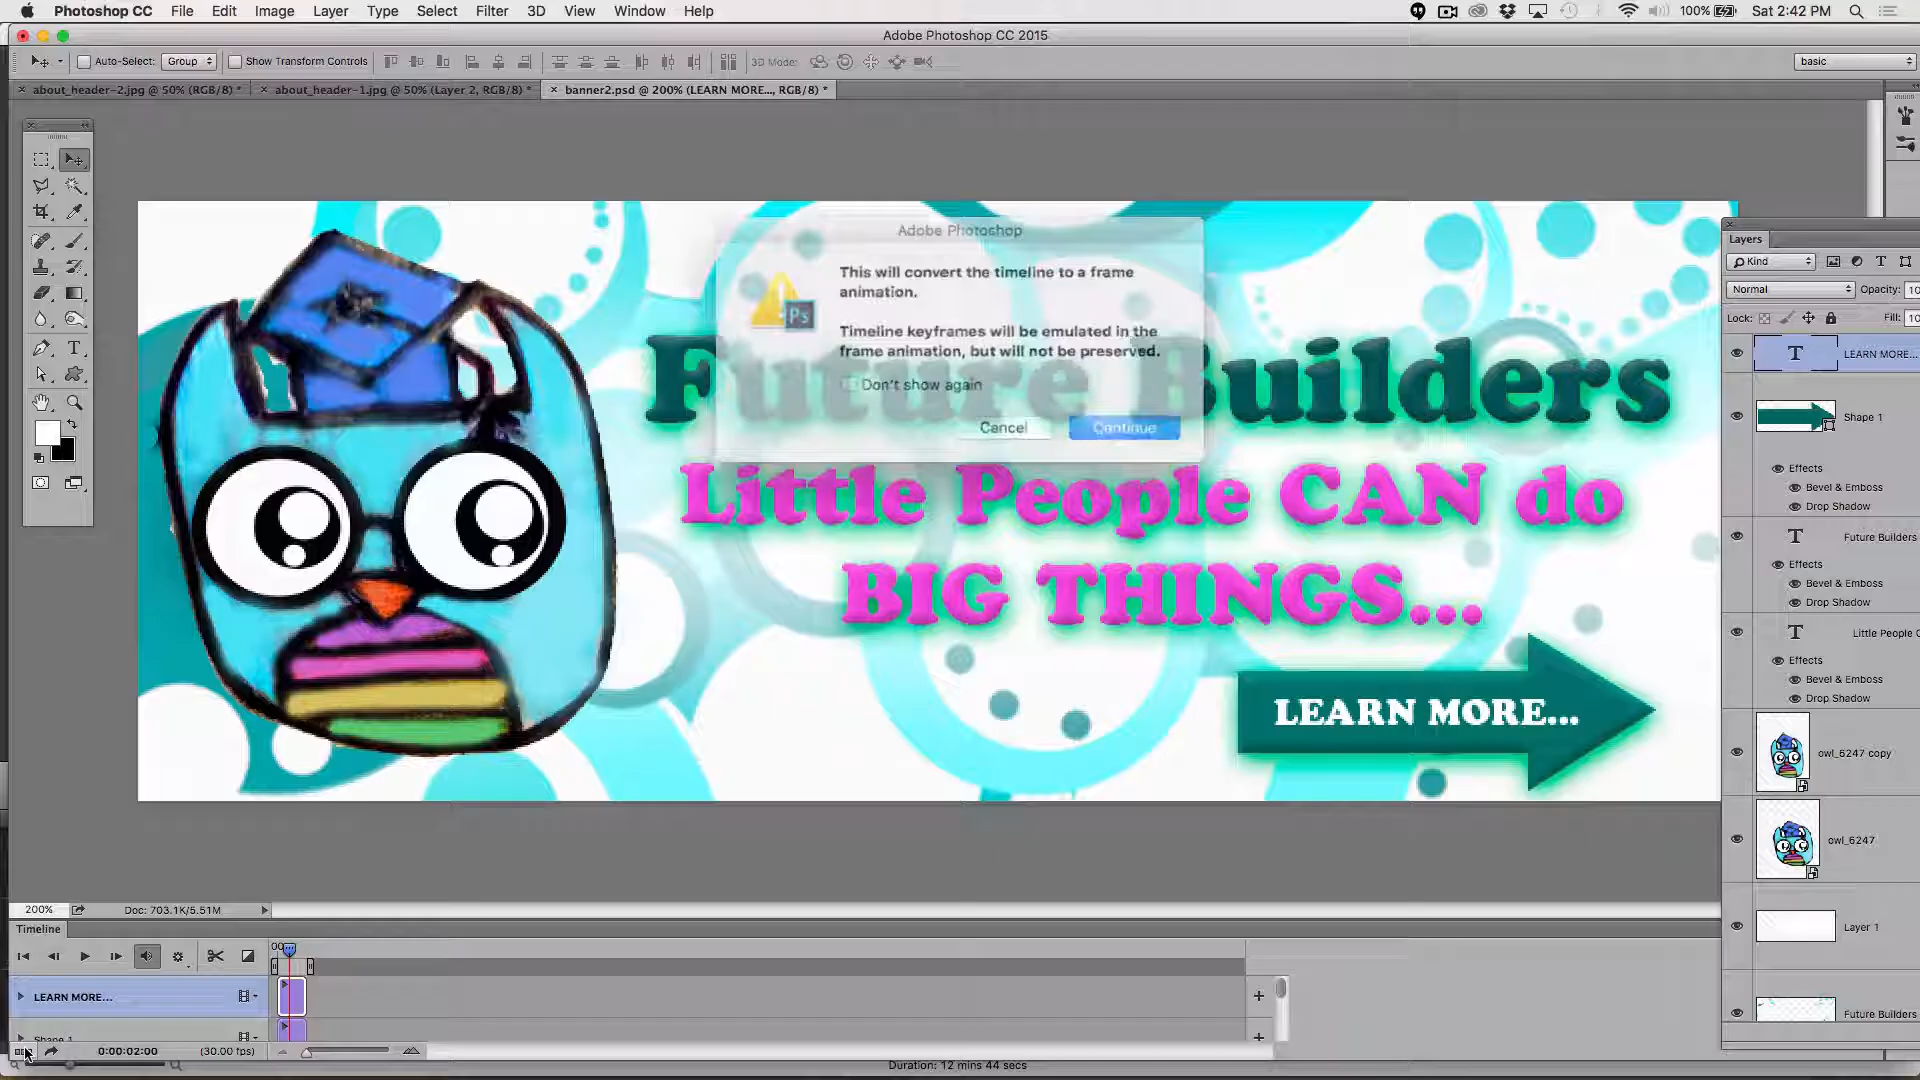 Photoshop CC File Edit Image Layer Type Select Filter 3D View Window Help 100% Sat 2:42 PM
Adobe Photoshop CC 2015
Auto-Select: Group Show Transform Controls 3D Mode: basic
about_header-2.jpg @ 50% (RGB/8) * about_header-1.jpg @ 50% (Layer 2, RGB/8) * banner2.psd @ 200% (LEARN MORE..., RGB/8) *
Adobe Photoshop
This will convert the timeline to a frame
animation.
Timeline keyframes will be emulated in the
frame animation, but will not be preserved.
Don't show again
Cancel Continue
Ps
Future Builders
Little People CAN do
BIG THINGS...
LEARN MORE...
Layers
Kind
Normal Opacity: 10
Lock: Fill: 10
T LEARN MORE...
Shape 1
Effects
Bevel & Emboss
Drop Shadow
T Future Builders
Effects
Bevel & Emboss
Drop Shadow
T Little People C
Effects
Bevel & Emboss
Drop Shadow
owl_6247 copy
owl_6247
Layer 1
Future Builders
200% Doc: 703.1K/5.51M
Timeline
00
LEARN MORE...
Shape 1
0:00:02:00 (30.00 fps)
Duration: 12 mins 44 secs